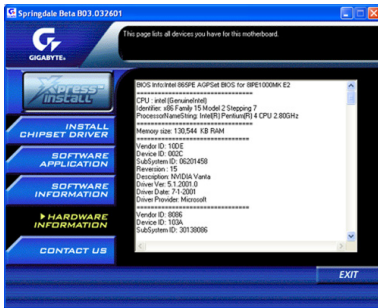 Springdale Beta B03.032601
GIGABYTE
This page lists all devices you have for this motherboard.
Xpress™
INSTALL
INSTALL
CHIPSET DRIVER
SOFTWARE
APPLICATION
SOFTWARE
INFORMATION
HARDWARE
INFORMATION
CONTACT US
BIOS Info:Intel 865PE AGPSet BIOS for 8IPE1000MK E2
CPU : intel (GenuineIntel)
Identifier: x86 Family 15 Model 2 Stepping 7
ProcessorNameString: Intel(R) Pentium(R) 4 CPU 2.80GHz
Memory size: 130,544 KB RAM
Vendor ID: 10DE
Device ID: 002C
SubSystem ID: 06201458
Reversion : 15
Description: NVIDIA Vanta
Driver Ver: 5.1.2001.0
Driver Date: 7-1-2001
Driver Provider: Microsoft
Vendor ID: 8086
Device ID: 103A
SubSystem ID: 30138086
EXIT